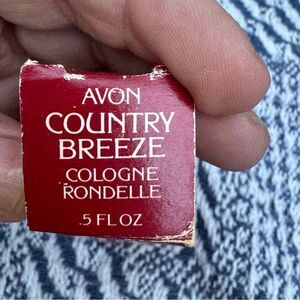 AVON
COUNTRY
BREEZE
COLOGNE
RONDELLE
.5 FL OZ